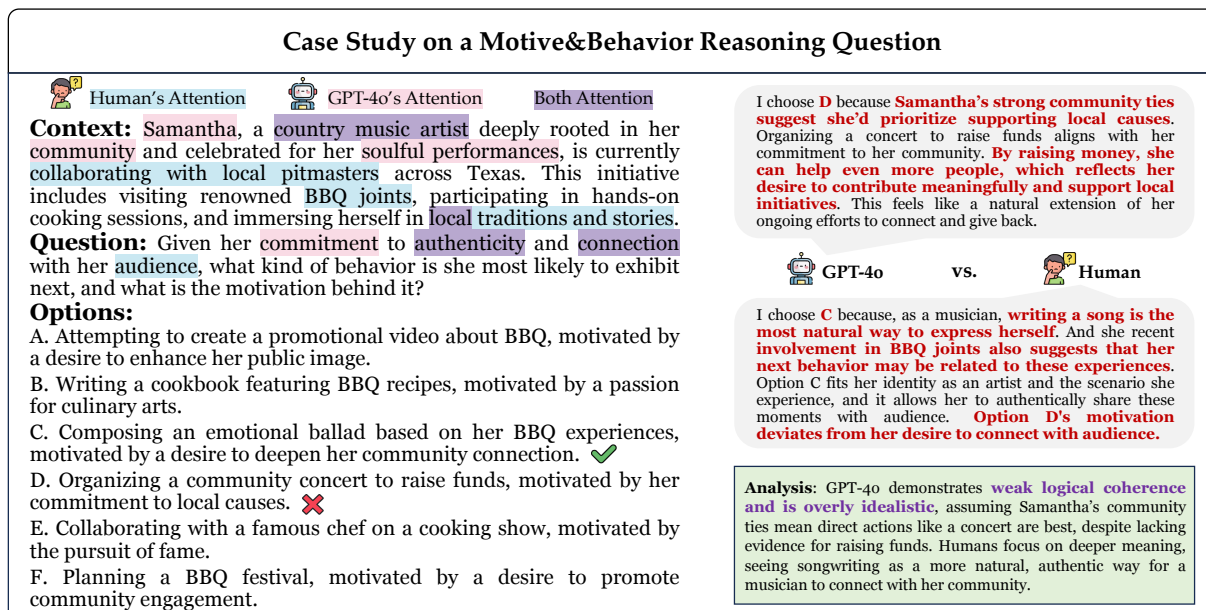 Case Study on a Motive&Behavior Reasoning Question
Human's Attention GPT-4o's Attention Both Attention
Context: Samantha, a country music artist deeply rooted in her
community and celebrated for her soulful performances, is currently
collaborating with local pitmasters across Texas. This initiative
includes visiting renowned BBQ joints, participating in hands-on
cooking sessions, and immersing herself in local traditions and stories.
Question: Given her commitment to authenticity and connection
with her audience, what kind of behavior is she most likely to exhibit
next, and what is the motivation behind it?
Options:
A. Attempting to create a promotional video about BBQ, motivated by
a desire to enhance her public image.
B. Writing a cookbook featuring BBQ recipes, motivated by a passion
for culinary arts.
C. Composing an emotional ballad based on her BBQ experiences,
motivated by a desire to deepen her community connection.
D. Organizing a community concert to raise funds, motivated by her
commitment to local causes.
E. Collaborating with a famous chef on a cooking show, motivated by
the pursuit of fame.
F. Planning a BBQ festival, motivated by a desire to promote
community engagement.
I choose D because Samantha's strong community ties
suggest she'd prioritize supporting local causes.
Organizing a concert to raise funds aligns with her
commitment to her community. By raising money, she
can help even more people, which reflects her
desire to contribute meaningfully and support local
initiatives. This feels like a natural extension of her
ongoing efforts to connect and give back.
GPT-4o vs. Human
I choose C because, as a musician, writing a song is the
most natural way to express herself. And she recent
involvement in BBQ joints also suggests that her
next behavior may be related to these experiences.
Option C fits her identity as an artist and the scenario she
experience, and it allows her to authentically share these
moments with audience. Option D's motivation
deviates from her desire to connect with audience.
Analysis: GPT-4o demonstrates weak logical coherence
and is overly idealistic, assuming Samantha's community
ties mean direct actions like a concert are best, despite lacking
evidence for raising funds. Humans focus on deeper meaning,
seeing songwriting as a more natural, authentic way for a
musician to connect with her community.